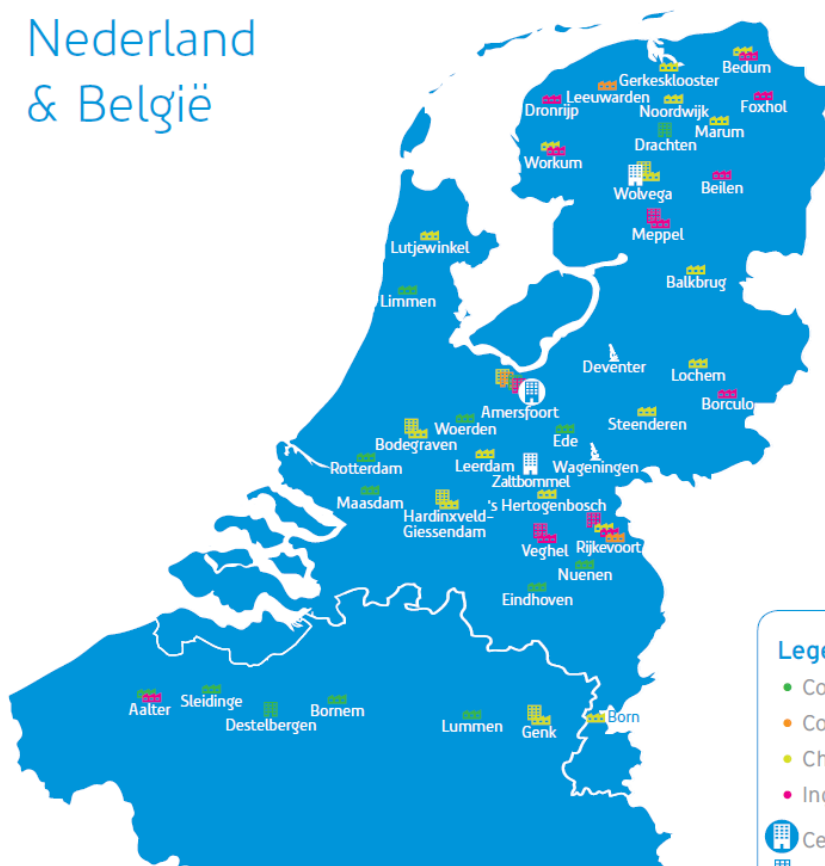 Nederland
& België
Bedum
Gerkesklooster
Leeuwarden
Dronrijp
Noordwijk
Foxhol
Marum
Drachten
Workum
Wolvega
Beilen
Meppel
Lutjewinkel
Balkbrug
Limmen
Deventer
Lochem
Borculo
Amersfoort
Steenderen
Woerden
Ede
Bodegraven
Rotterdam
Leerdam
Wageningen
Zaltbommel
Maasdam
's Hertogenbosch
Hardinxveld-
Giessendam
Veghel
Rijkevoort
Nuenen
Eindhoven
Aalter
Sleidinge
Destelbergen
Bornem
Lummen
Genk
Born
Lege
Co
Co
Ch
Ind
Ce